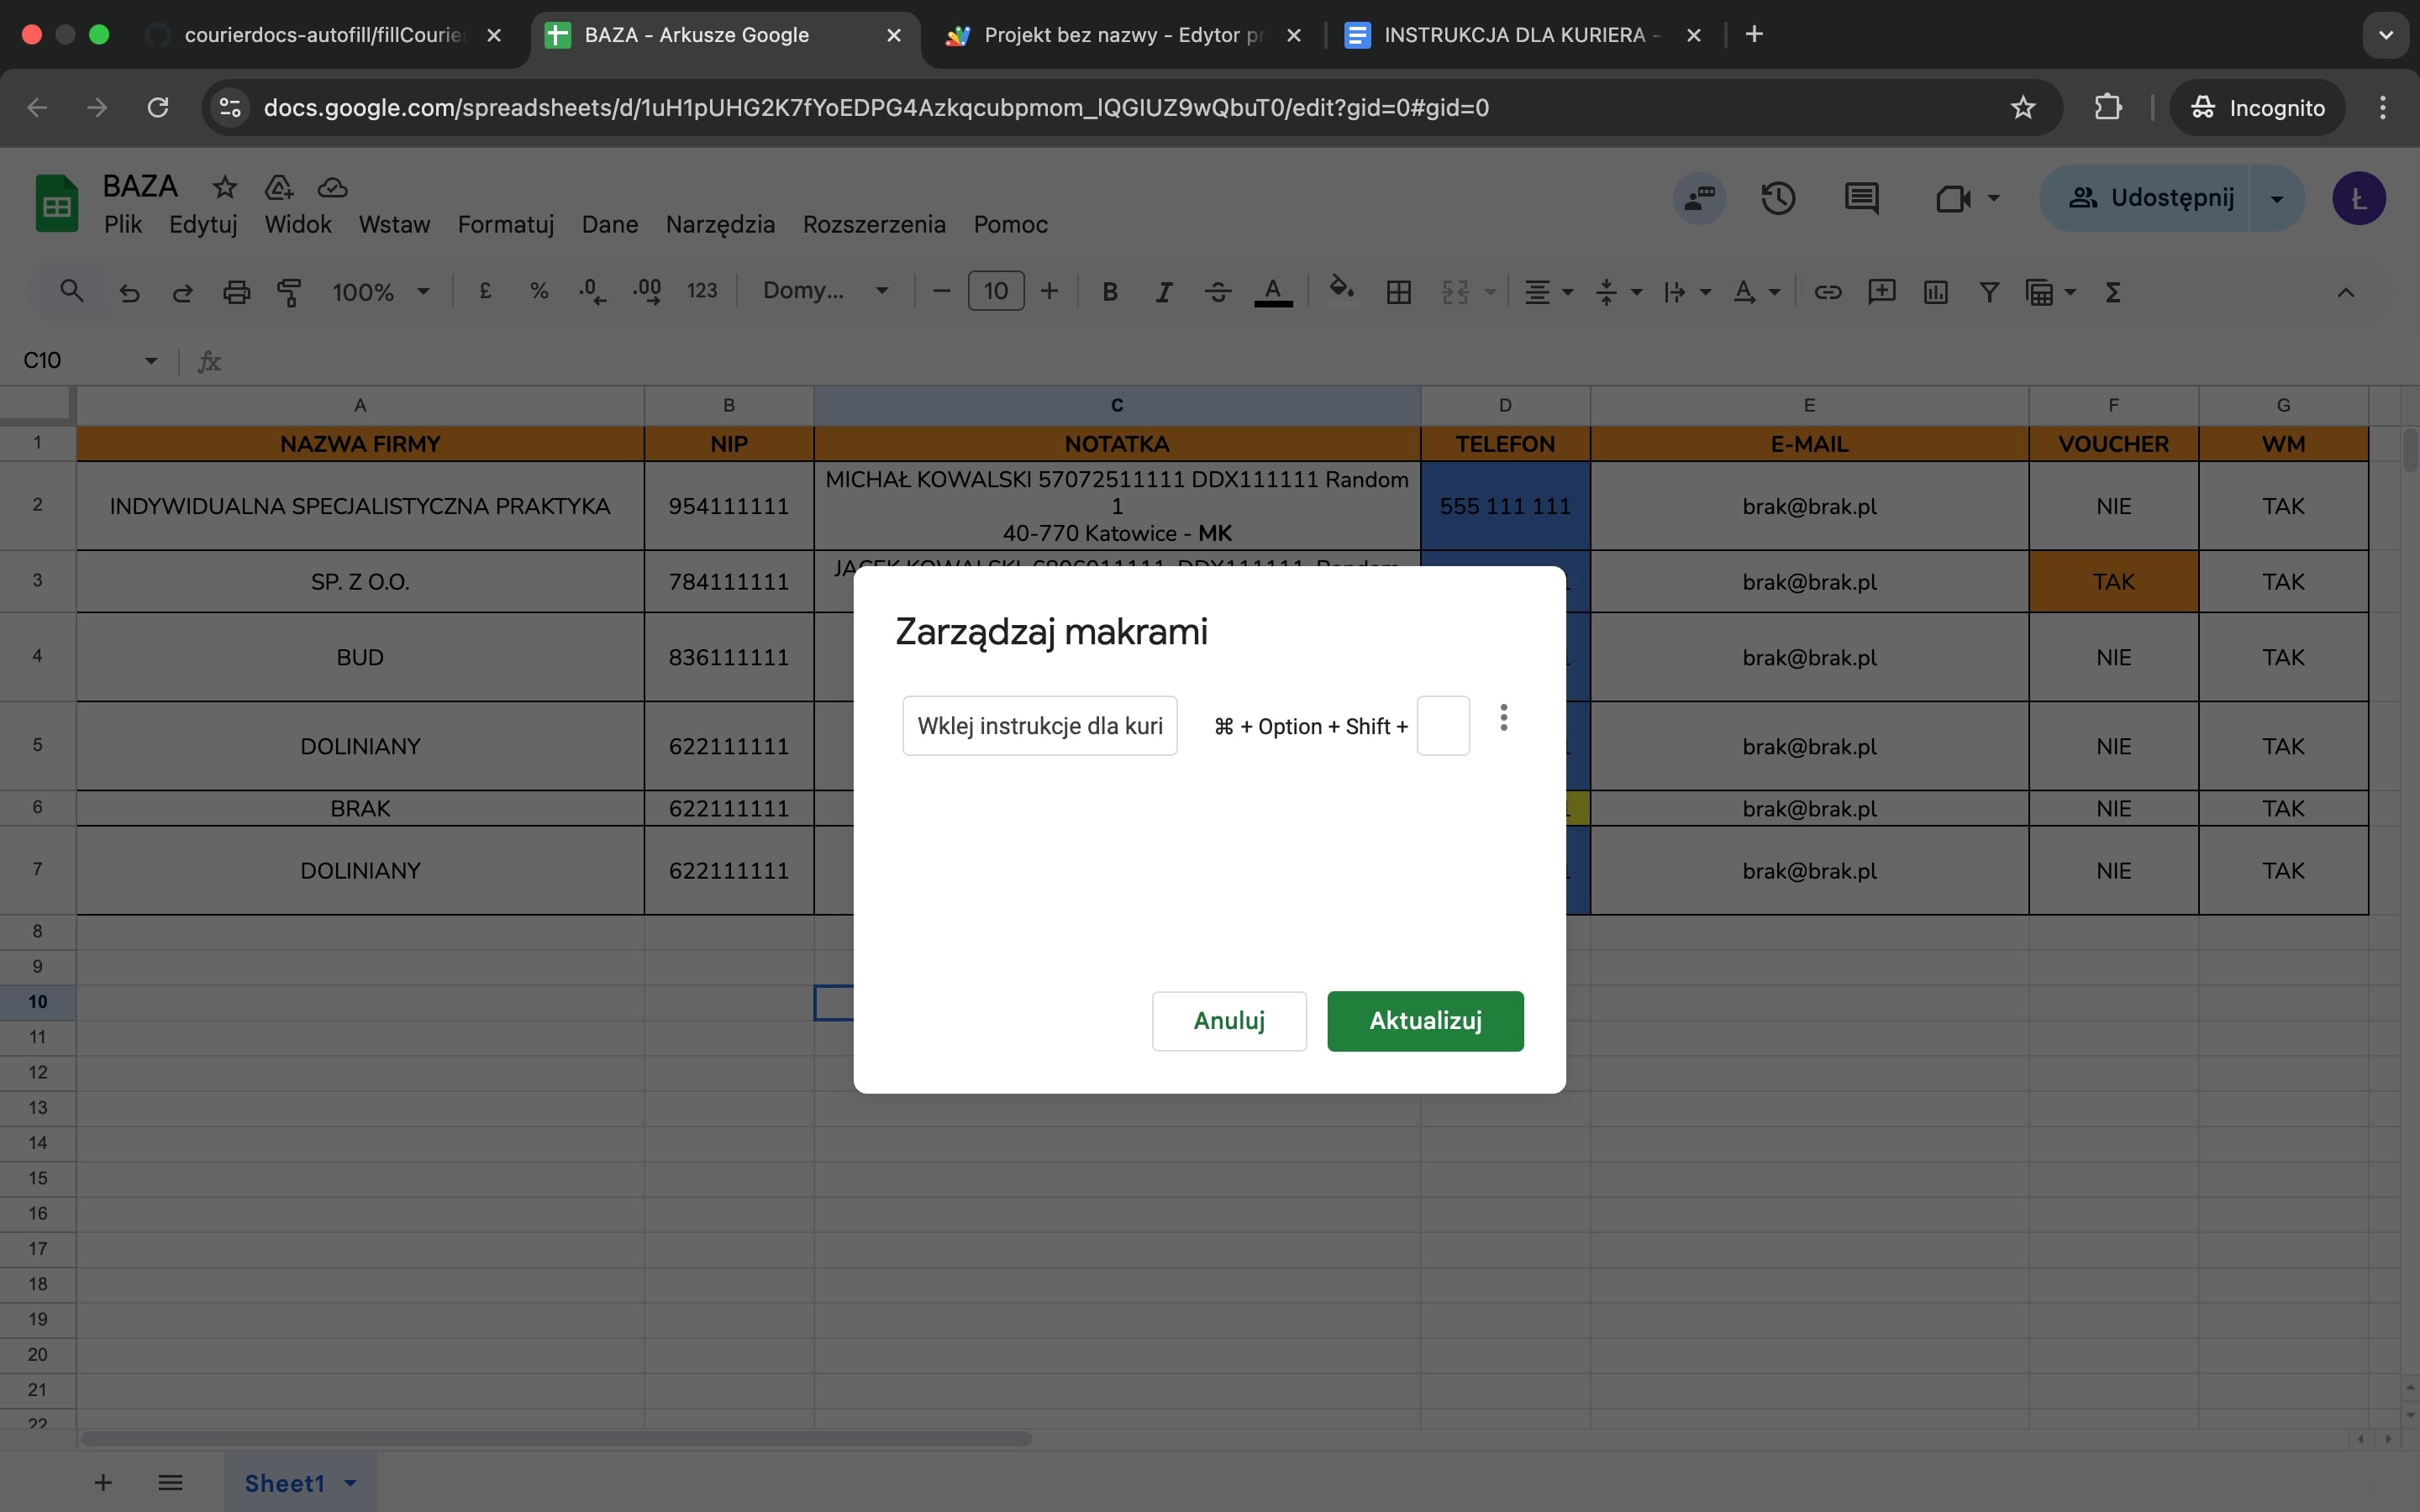 courierdocs-autofill/fillCourie
BAZA - Arkusze Google
Projekt bez nazwy - Edytor pr
INSTRUKCJA DLA KURIERA -
docs.google.com/spreadsheets/d/1uH1pUHG2K7fYoEDPG4Azkqcubpmom_lQGlUZ9wQbuT0/edit?gid=0#gid=0
Incognito
BAZA
Plik Edytuj Widok Wstaw Formatuj Dane Narzędzia Rozszerzenia Pomoc
Udostępnij
Ł
100% £ % .0 .00 123 Domy... 10 B I A Σ
C10 fx
A B C D E F G
1 NAZWA FIRMY NIP NOTATKA TELEFON E-MAIL VOUCHER WM
MICHAŁ KOWALSKI 57072511111 DDX111111 Random
2 INDYWIDUALNA SPECJALISTYCZNA PRAKTYKA 954111111 1 555 111 111 brak@brak.pl NIE TAK
40-770 Katowice - MK
3 SP. Z O.O. 784111111 brak@brak.pl TAK TAK
4 BUD 836111111 brak@brak.pl NIE TAK
5 DOLINIANY 622111111 brak@brak.pl NIE TAK
6 BRAK 622111111 brak@brak.pl NIE TAK
7 DOLINIANY 622111111 brak@brak.pl NIE TAK
8
9
10
11
12
13
14
15
16
17
18
19
20
21
22
Zarządzaj makrami
Wklej instrukcje dla kuri ⌘ + Option + Shift +
Anuluj Aktualizuj
Sheet1